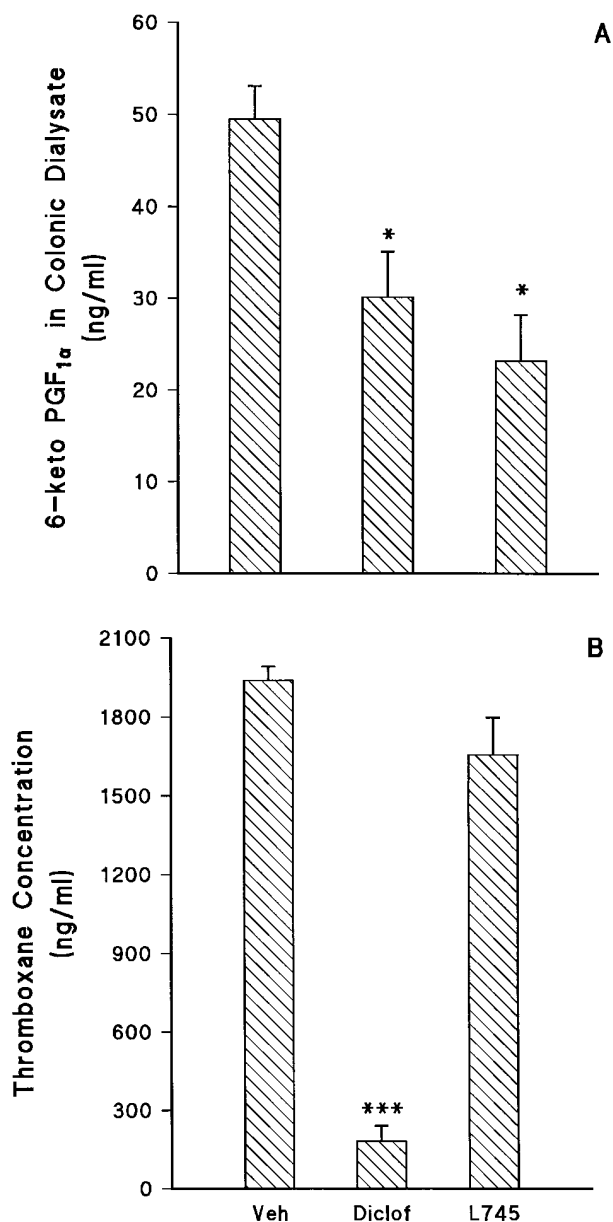 A
6-keto PGF1α in Colonic Dialysate
(ng/ml)
60
50
40
30
20
10
0
*
*
B
Thromboxane Concentration
(ng/ml)
2100
1800
1500
1200
900
600
300
0
***
Veh Diclof L745